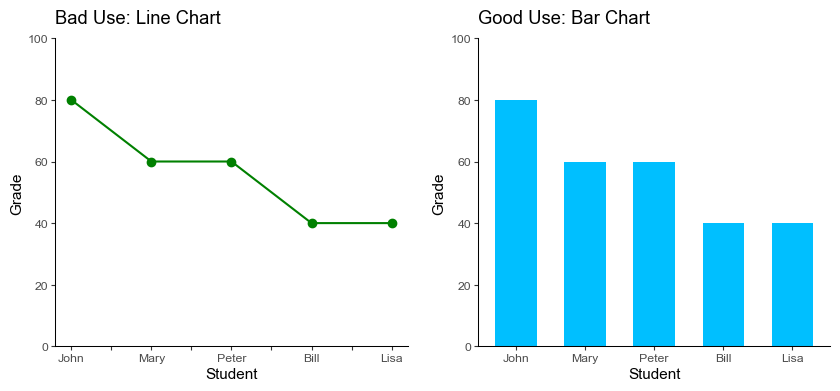 Bad Use: Line Chart
100
80
60
40
20
0
Grade
John Mary Peter Bill Lisa
Student
Good Use: Bar Chart
100
80
60
40
20
0
Grade
John Mary Peter Bill Lisa
Student